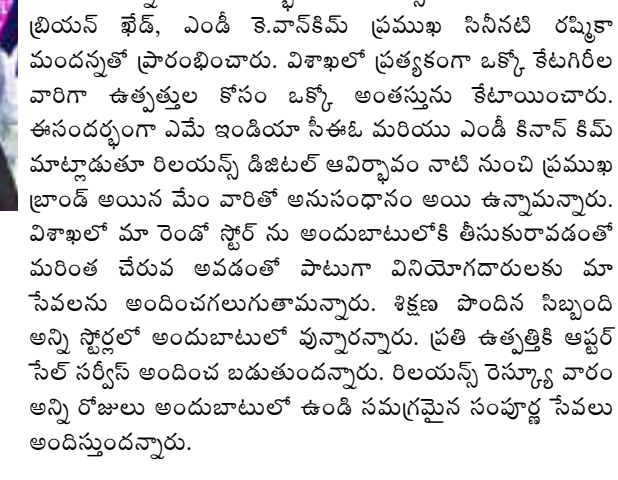 బ్రియన్ ఖేడ్, ఎండీ కె.వాన్‌కిమ్ ప్రముఖ సినీనటి రష్మికా
మందన్నతో ప్రారంభించారు. విశాఖలో ప్రత్యకంగా ఒక్కో కేటగిరీల
వారిగా ఉత్పత్తుల కోసం ఒక్కో అంతస్తును కేటాయించారు.
ఈసందర్భంగా ఎమే ఇండియా సీఈఓ మరియు ఎండీ కినాన్ కిమ్
మాట్లాడుతూ రిలయన్స్ డిజిటల్ ఆవిర్భావం నాటి నుంచి ప్రముఖ
బ్రాండ్ అయిన మేం వారితో అనుసంధానం అయి ఉన్నామన్నారు.
విశాఖలో మా రెండో స్టోర్ ను అందుబాటులోకి తీసుకురావడంతో
మరింత చేరువ అవడంతో పాటుగా వినియోగదారులకు మా
సేవలను అందించగలుగుతామన్నారు. శిక్షణ పొందిన సిబ్బంది
అన్ని స్టోర్లలో అందుబాటులో వున్నారన్నారు. ప్రతి ఉత్పత్తికి ఆప్టర్
సేల్ సర్వీస్ అందించ బడుతుందన్నారు. రిలయన్స్ రెస్క్యూ వారం
అన్ని రోజులు అందుబాటులో ఉండి సమగ్రమైన సంపూర్ణ సేవలు
అందిస్తుందన్నారు.